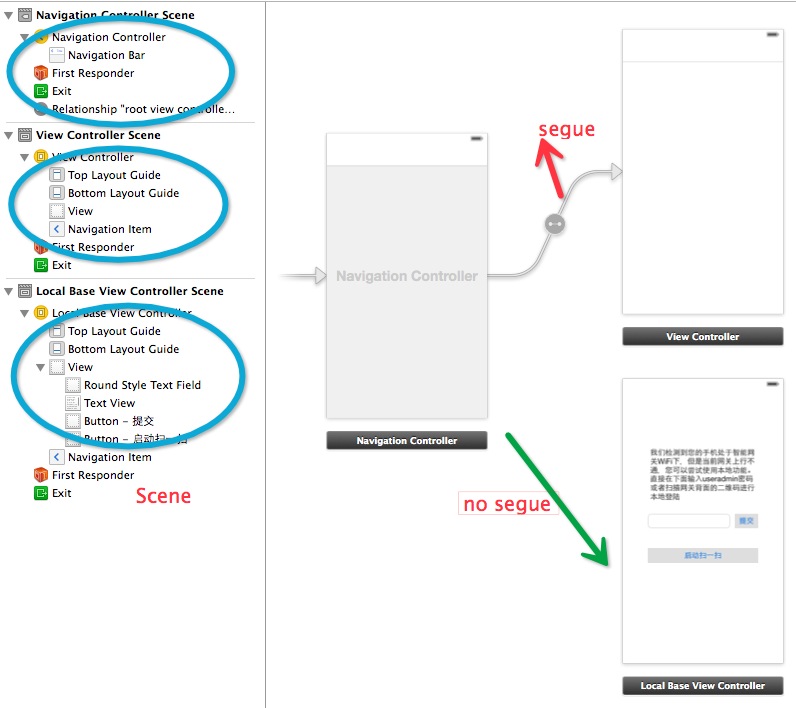 Navigation Controller Scene
Navigation Controller
Navigation Bar
First Responder
Exit
Relationship "root view controlle...
View Controller Scene
View Controller
Top Layout Guide
Bottom Layout Guide
View
Navigation Item
First Responder
Exit
Local Base View Controller Scene
Local Base View Controller
Top Layout Guide
Bottom Layout Guide
View
Round Style Text Field
Text View
Button - 提交
Button - 启动扫一扫
Navigation Item
First Responder
Exit
Scene
segue
Navigation Controller
Navigation Controller
View Controller
no segue
我们检测到您的手机处于智能网
关WiFi下，但是当前网关上行不
通，您可以尝试使用本地功能。
直接在下面输入useradmin密码
或者扫描网关背面的二维码进行
本地登陆
提交
启动扫一扫
Local Base View Controller